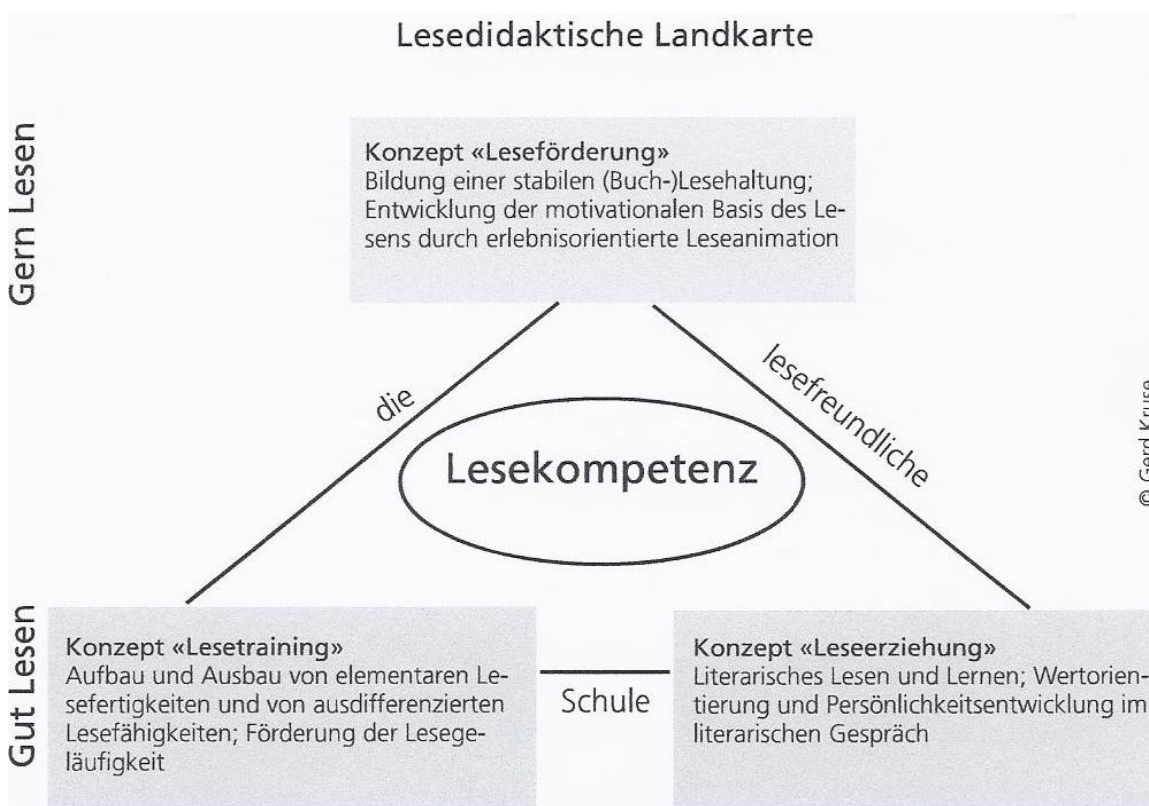 Lesedidaktische Landkarte
Gern Lesen
Konzept «Leseförderung»
Bildung einer stabilen (Buch-)Lesehaltung;
Entwicklung der motivationalen Basis des Le-
sens durch erlebnisorientierte Leseanimation
die
lesefreundliche
Lesekompetenz
© Gerd Kruse
Gut Lesen
Konzept «Lesetraining»
Aufbau und Ausbau von elementaren Le-
sefertigkeiten und von ausdifferenzierten
Lesefähigkeiten; Förderung der Lesege-
läufigkeit
Schule
Konzept «Leseerziehung»
Literarisches Lesen und Lernen; Wertorien-
tierung und Persönlichkeitsentwicklung im
literarischen Gespräch